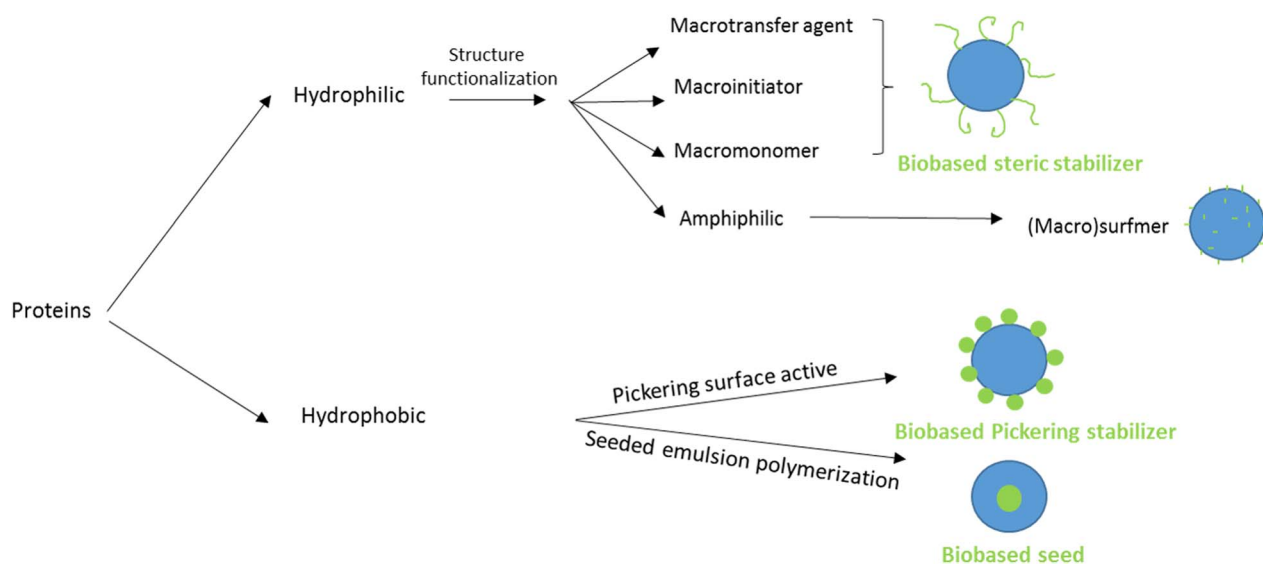 Macrotransfer agent
Structure
functionalization
Hydrophilic
Macroinitiator
Macromonomer
Biobased steric stabilizer
Amphiphilic
(Macro)surfmer
Proteins
Hydrophobic
Pickering surface active
Seeded emulsion polymerization
Biobased Pickering stabilizer
Biobased seed